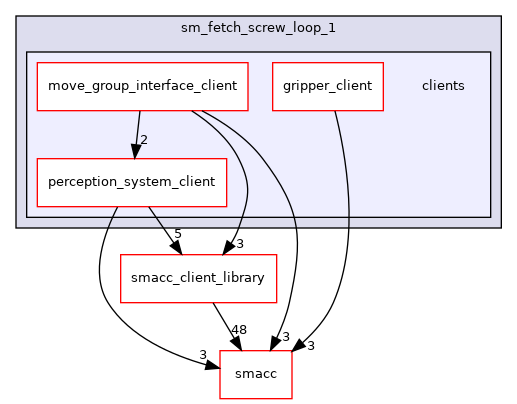 sm_fetch_screw_loop_1
move_group_interface_client
gripper_client
clients
2
perception_system_client
5
3
smacc_client_library
48
3
3
3
smacc